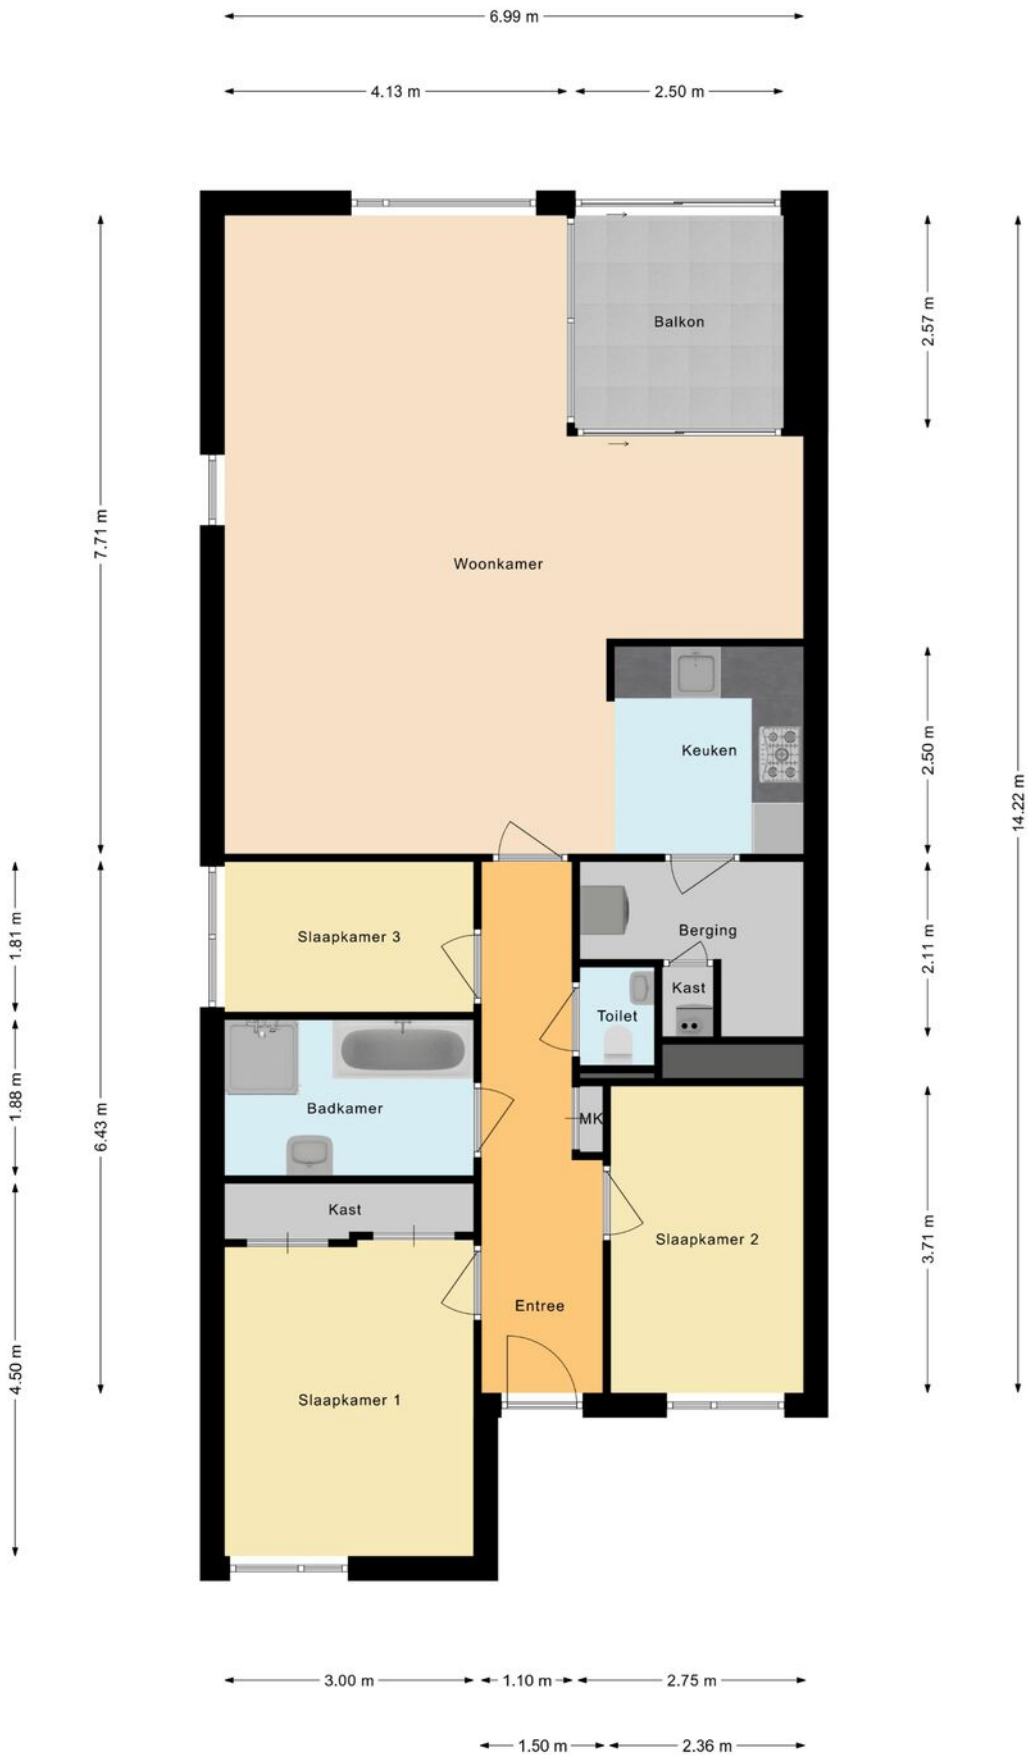 6.99 m
4.13 m
2.50 m
Balkon
2.57 m
7.71 m
Woonkamer
Keuken
2.50 m
14.22 m
Slaapkamer 3
1.81 m
Berging
2.11 m
Kast
Toilet
Badkamer
1.88 m
6.43 m
MK
Kast
Slaapkamer 2
3.71 m
Entree
4.50 m
Slaapkamer 1
3.00 m
1.10 m
2.75 m
1.50 m
2.36 m